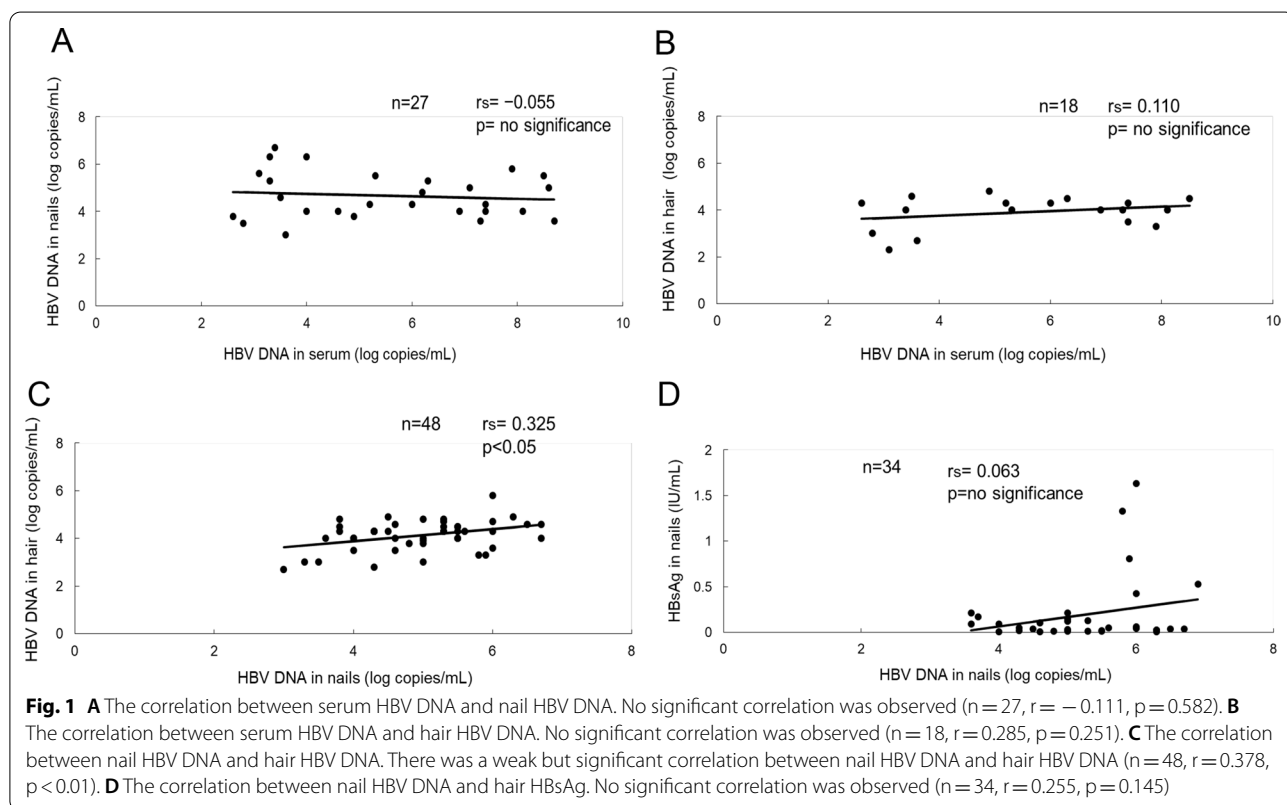 A
n=27 rs= −0.055
p= no significance
HBV DNA in nails (log copies/mL)
8
6
4
2
0
0 2 4 6 8 10
HBV DNA in serum (log copies/mL)
B
n=18 rs= 0.110
p= no significance
HBV DNA in hair (log copies/mL)
8
6
4
2
0
0 2 4 6 8 10
HBV DNA in serum (log copies/mL)
C
n=48 rs= 0.325
p<0.05
HBV DNA in hair (log copies/mL)
8
6
4
2
0
0 2 4 6 8
HBV DNA in nails (log copies/mL)
D
n=34 rs= 0.063
p=no significance
HBsAg in nails (IU/mL)
2
1.5
1
0.5
0
0 2 4 6 8
HBV DNA in nails (log copies/mL)
Fig. 1 A The correlation between serum HBV DNA and nail HBV DNA. No significant correlation was observed (n = 27, r = − 0.111, p = 0.582). B
The correlation between serum HBV DNA and hair HBV DNA. No significant correlation was observed (n = 18, r = 0.285, p = 0.251). C The correlation
between nail HBV DNA and hair HBV DNA. There was a weak but significant correlation between nail HBV DNA and hair HBV DNA (n = 48, r = 0.378,
p < 0.01). D The correlation between nail HBV DNA and hair HBsAg. No significant correlation was observed (n = 34, r = 0.255, p = 0.145)